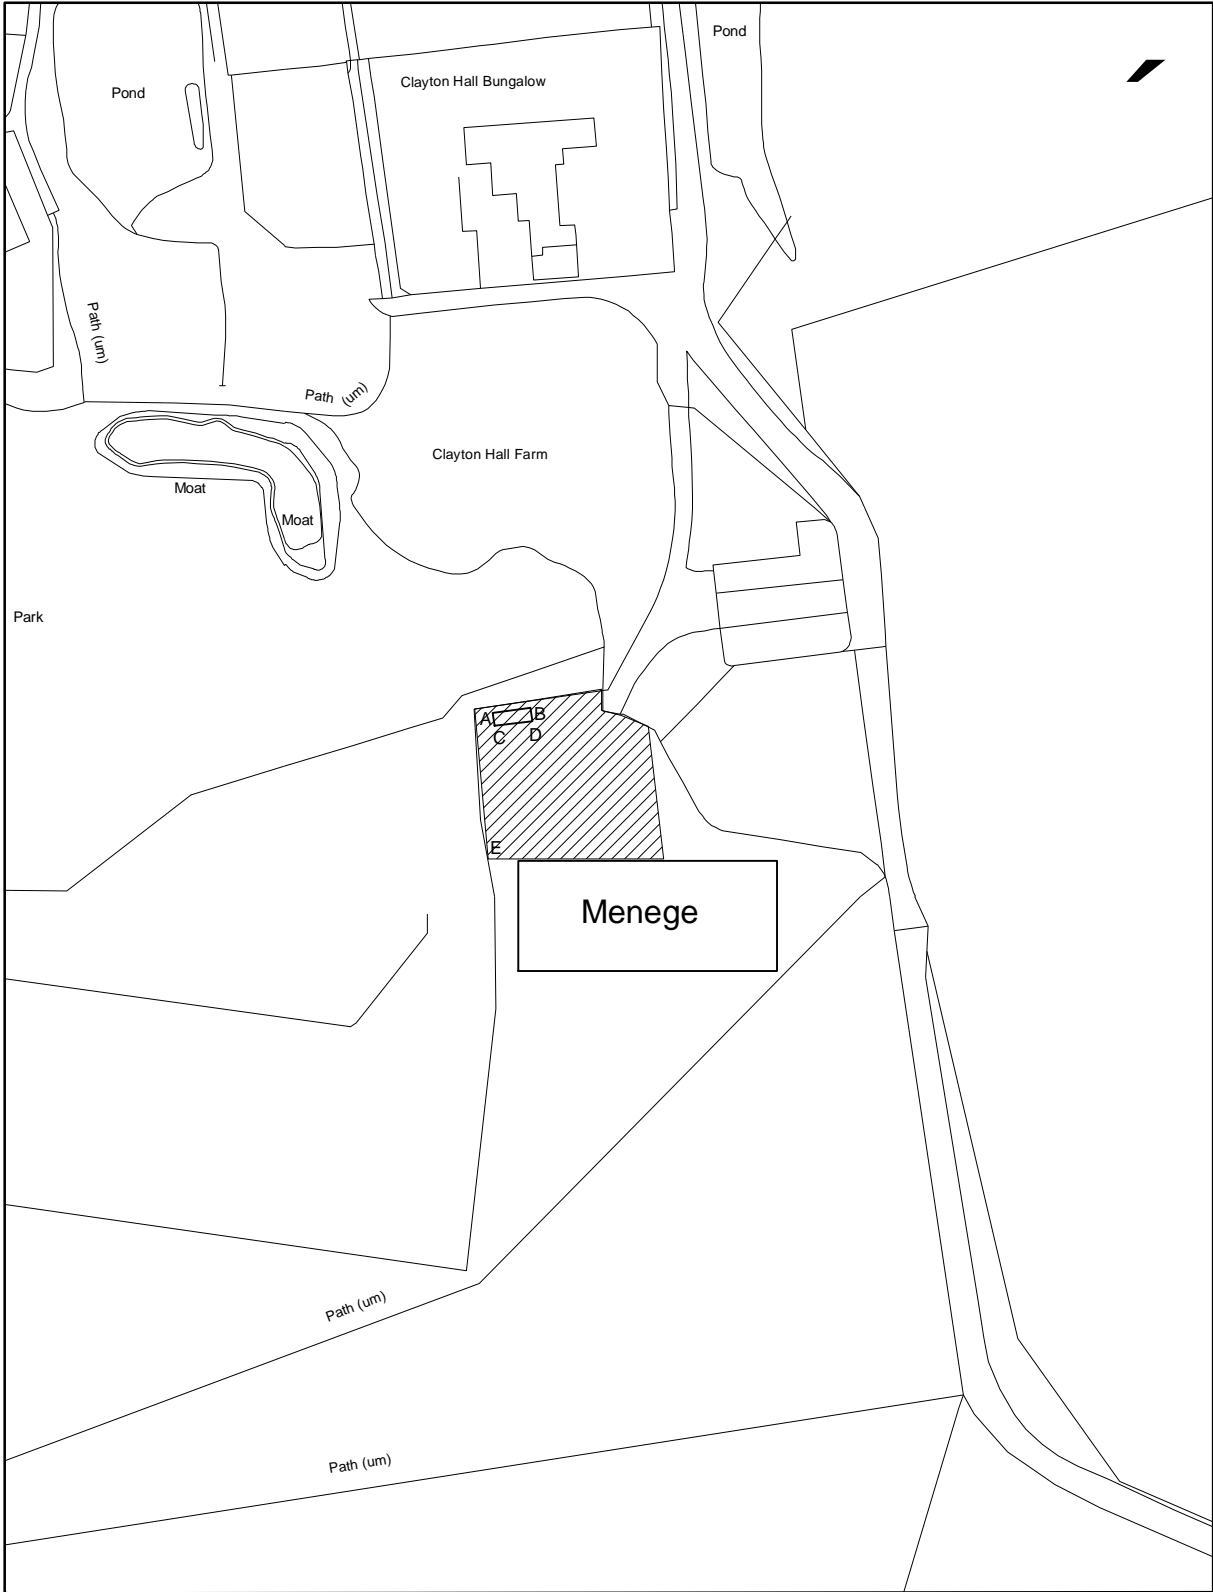 Pond
Clayton Hall Bungalow
Pond
Path (um)
Path (um)
Clayton Hall Farm
Moat
Moat
Park
A
B
C
D
E
Menege
Path (um)
Path (um)